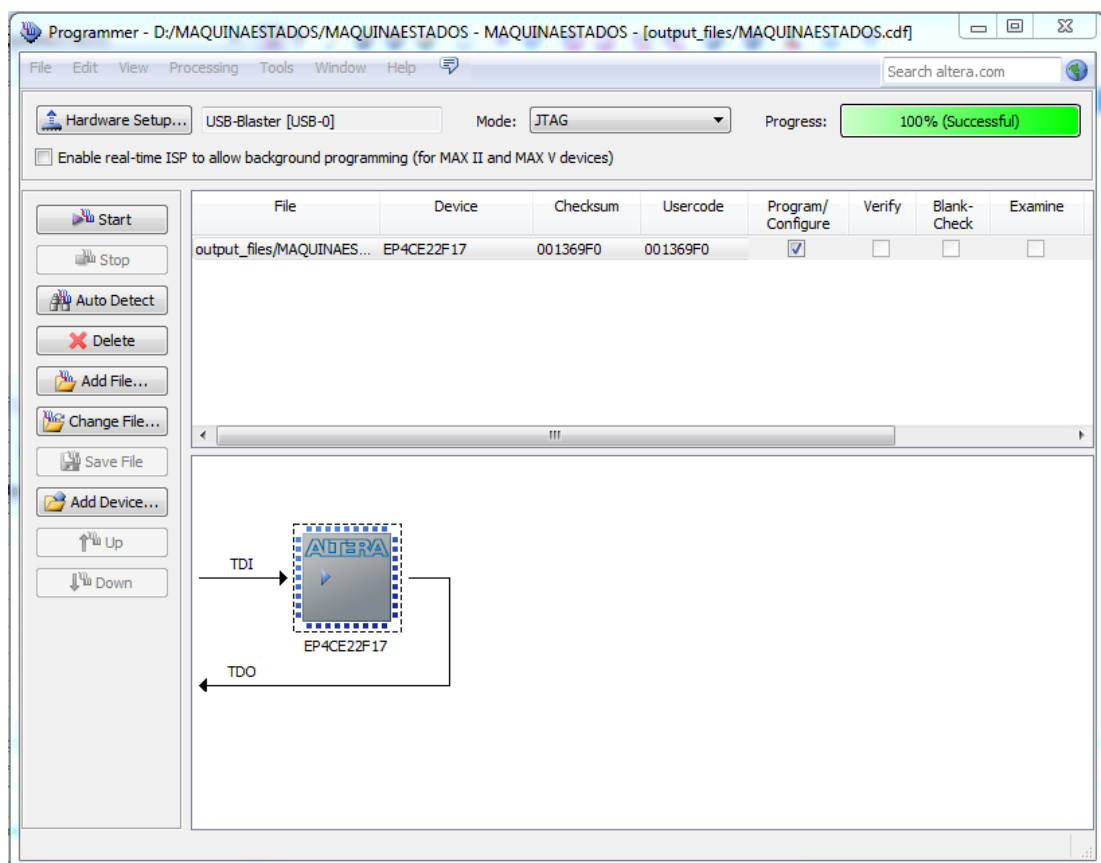 Programmer - D:/MAQUINAESTADOS/MAQUINAESTADOS - MAQUINAESTADOS - [output_files/MAQUINAESTADOS.cdf]
File Edit View Processing Tools Window Help
Search altera.com
Hardware Setup... USB-Blaster [USB-0] Mode: JTAG Progress: 100% (Successful)
Enable real-time ISP to allow background programming (for MAX II and MAX V devices)
Start
Stop
Auto Detect
Delete
Add File...
Change File...
Save File
Add Device...
Up
Down
File Device Checksum Usercode Program/ Configure Verify Blank- Check Examine
output_files/MAQUINAES... EP4CE22F17 001369F0 001369F0
TDI
ALTERA
EP4CE22F17
TDO